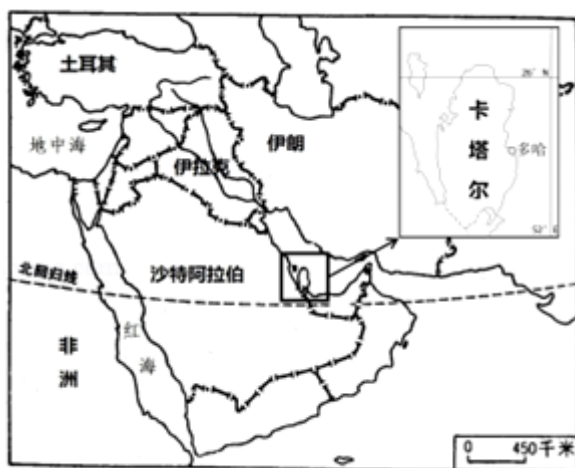 土耳其
26° N
卡塔尔
多哈
地中海
伊朗
伊拉克
52° E
北回归线
沙特阿拉伯
红海
非洲
0 450千米